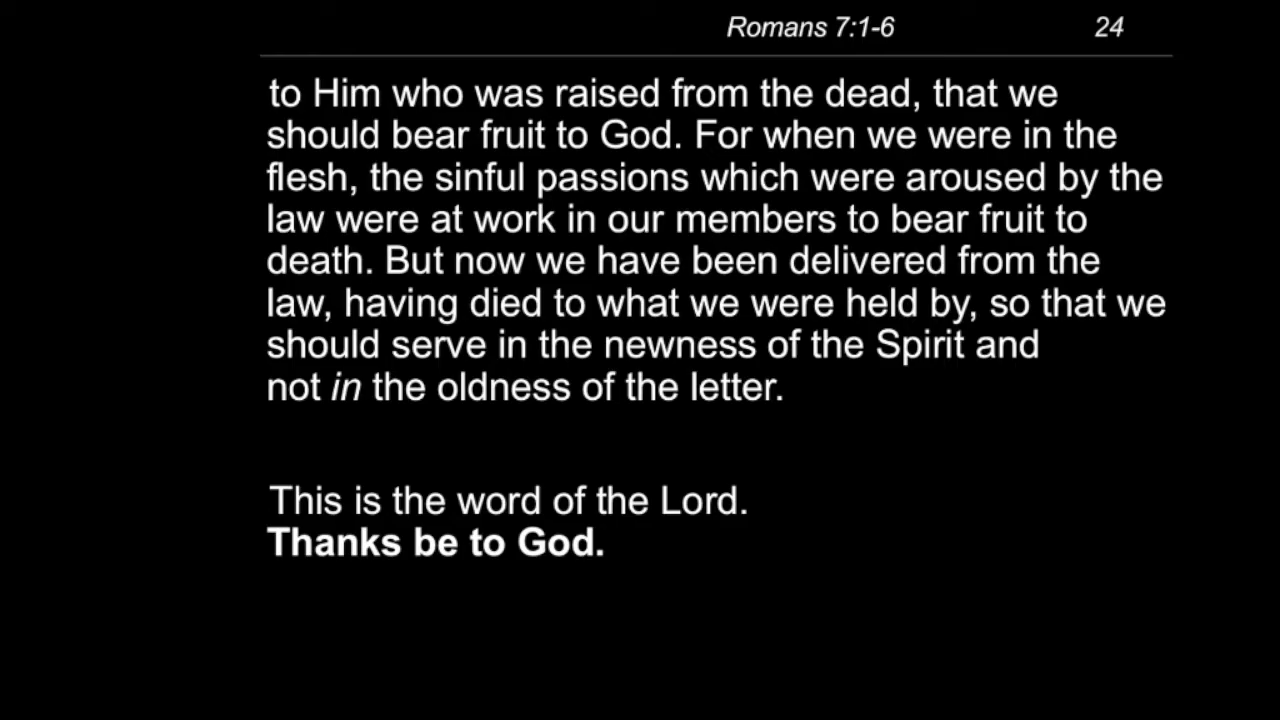 Romans 7:1-6 24
to Him who was raised from the dead, that we
should bear fruit to God. For when we were in the
flesh, the sinful passions which were aroused by the
law were at work in our members to bear fruit to
death. But now we have been delivered from the
law, having died to what we were held by, so that we
should serve in the newness of the Spirit and
not in the oldness of the letter.
This is the word of the Lord.
Thanks be to God.